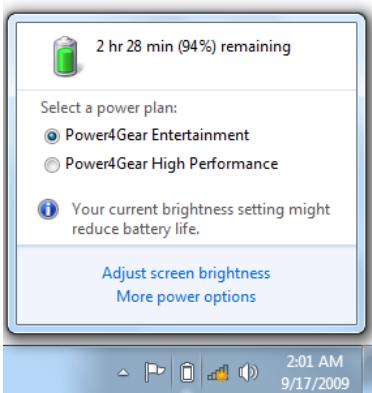 2 hr 28 min (94%) remaining
Select a power plan:
Power4Gear Entertainment
Power4Gear High Performance
Your current brightness setting might
reduce battery life.
Adjust screen brightness
More power options
2:01 AM
9/17/2009